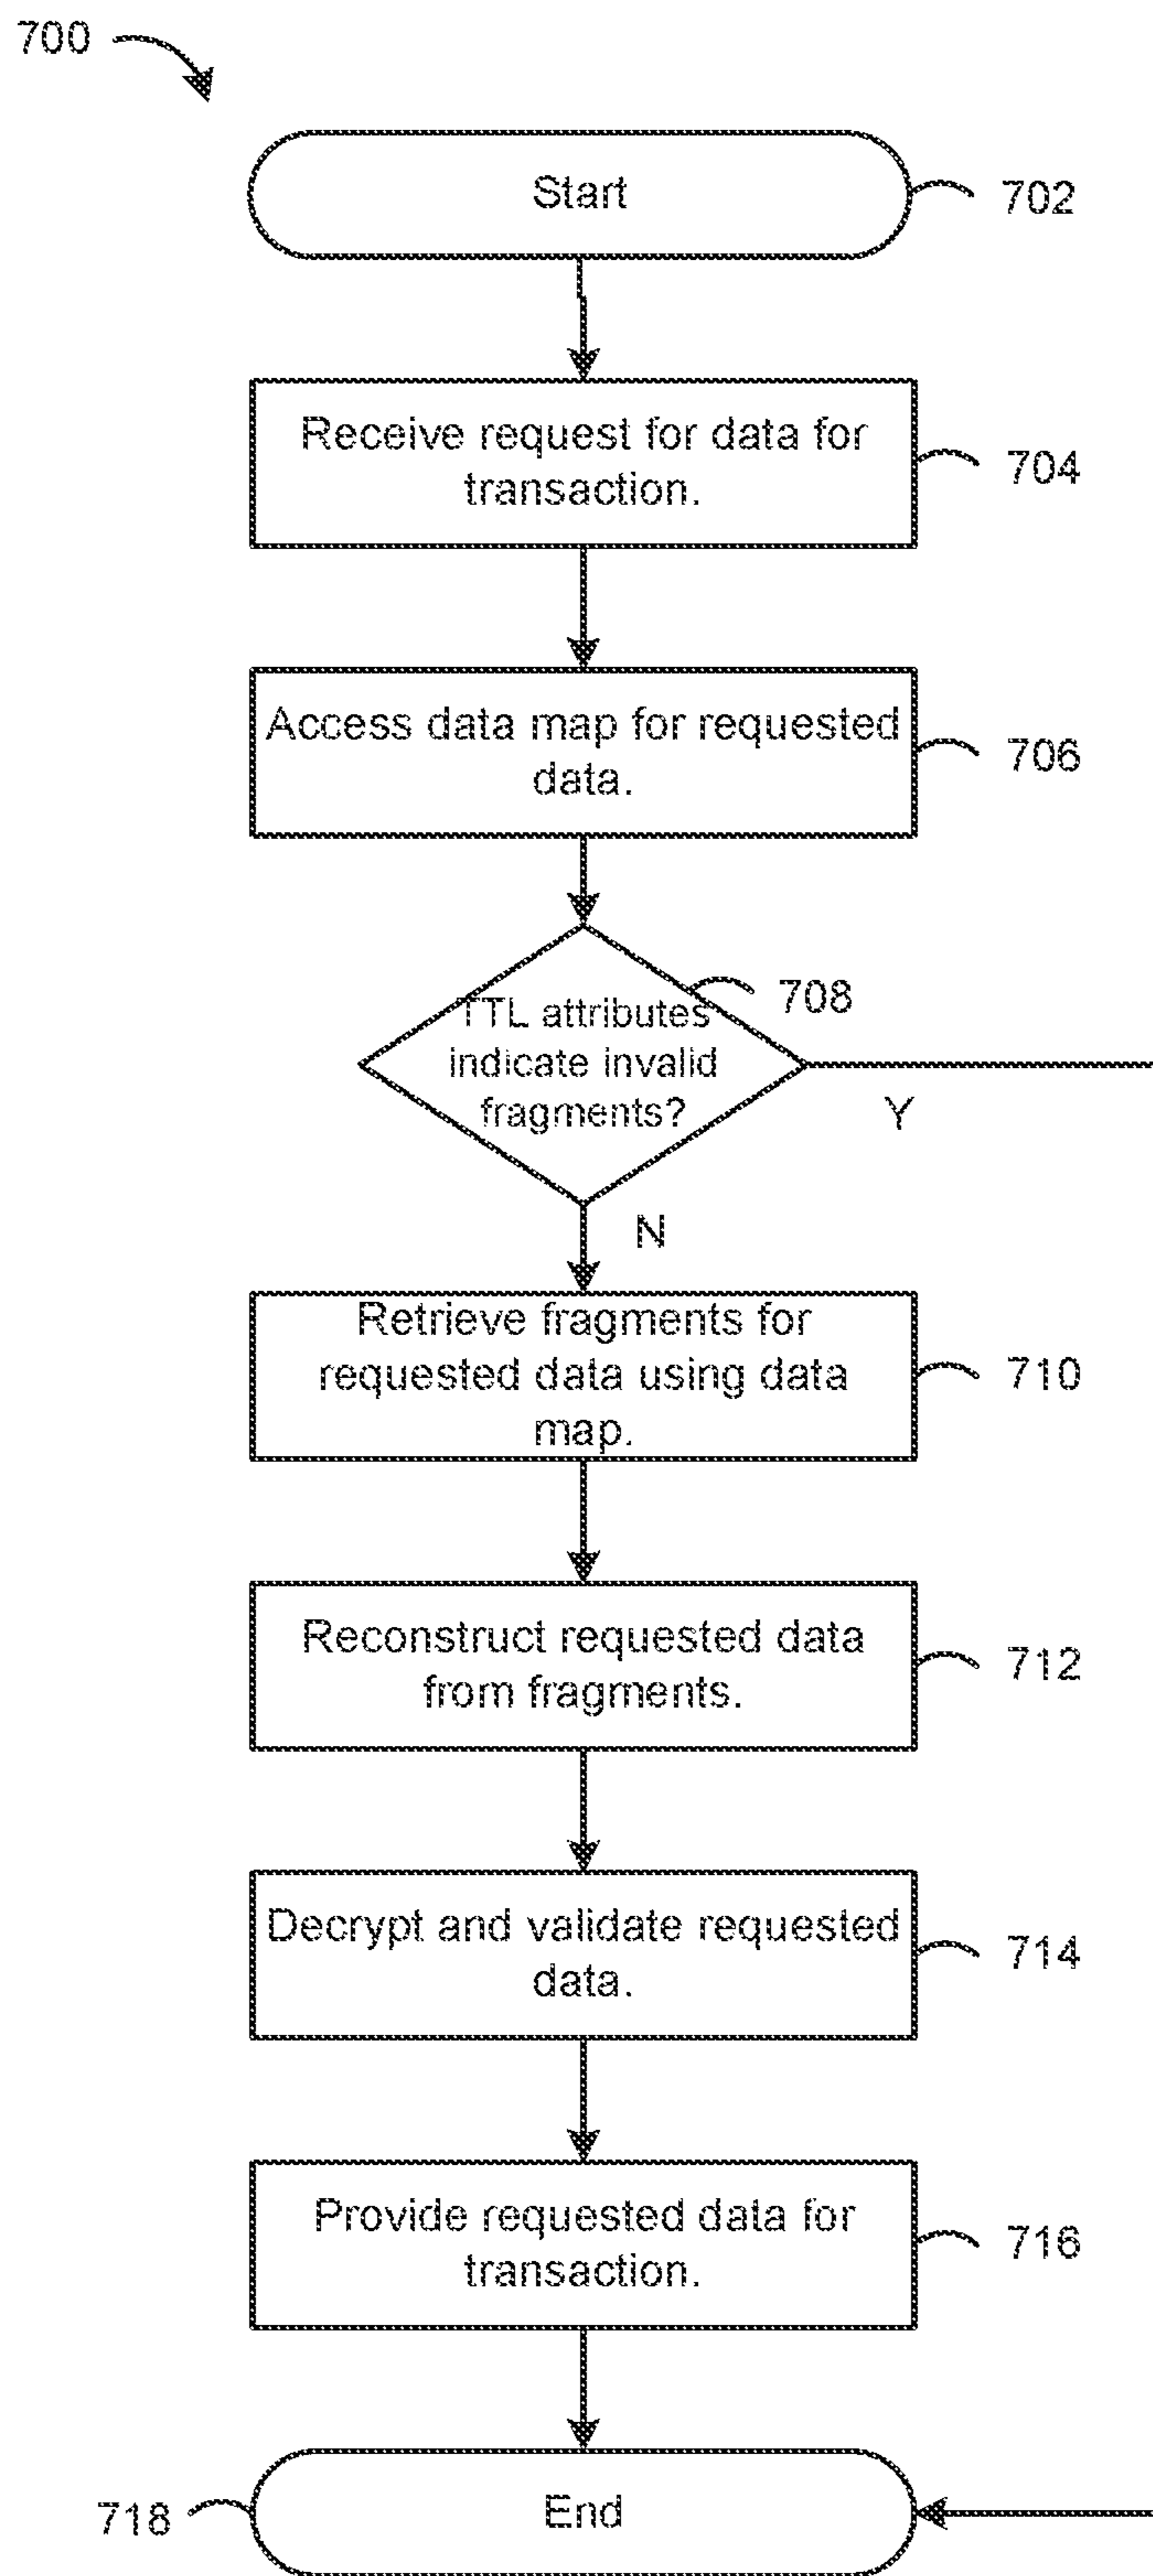 700
Start
702
Receive request for data for
transaction.
704
Access data map for requested
data.
706
TTL attributes
indicate invalid
fragments?
708
Y
N
Retrieve fragments for
requested data using data
map.
710
Reconstruct requested data
from fragments.
712
Decrypt and validate requested
data.
714
Provide requested data for
transaction.
716
End
718